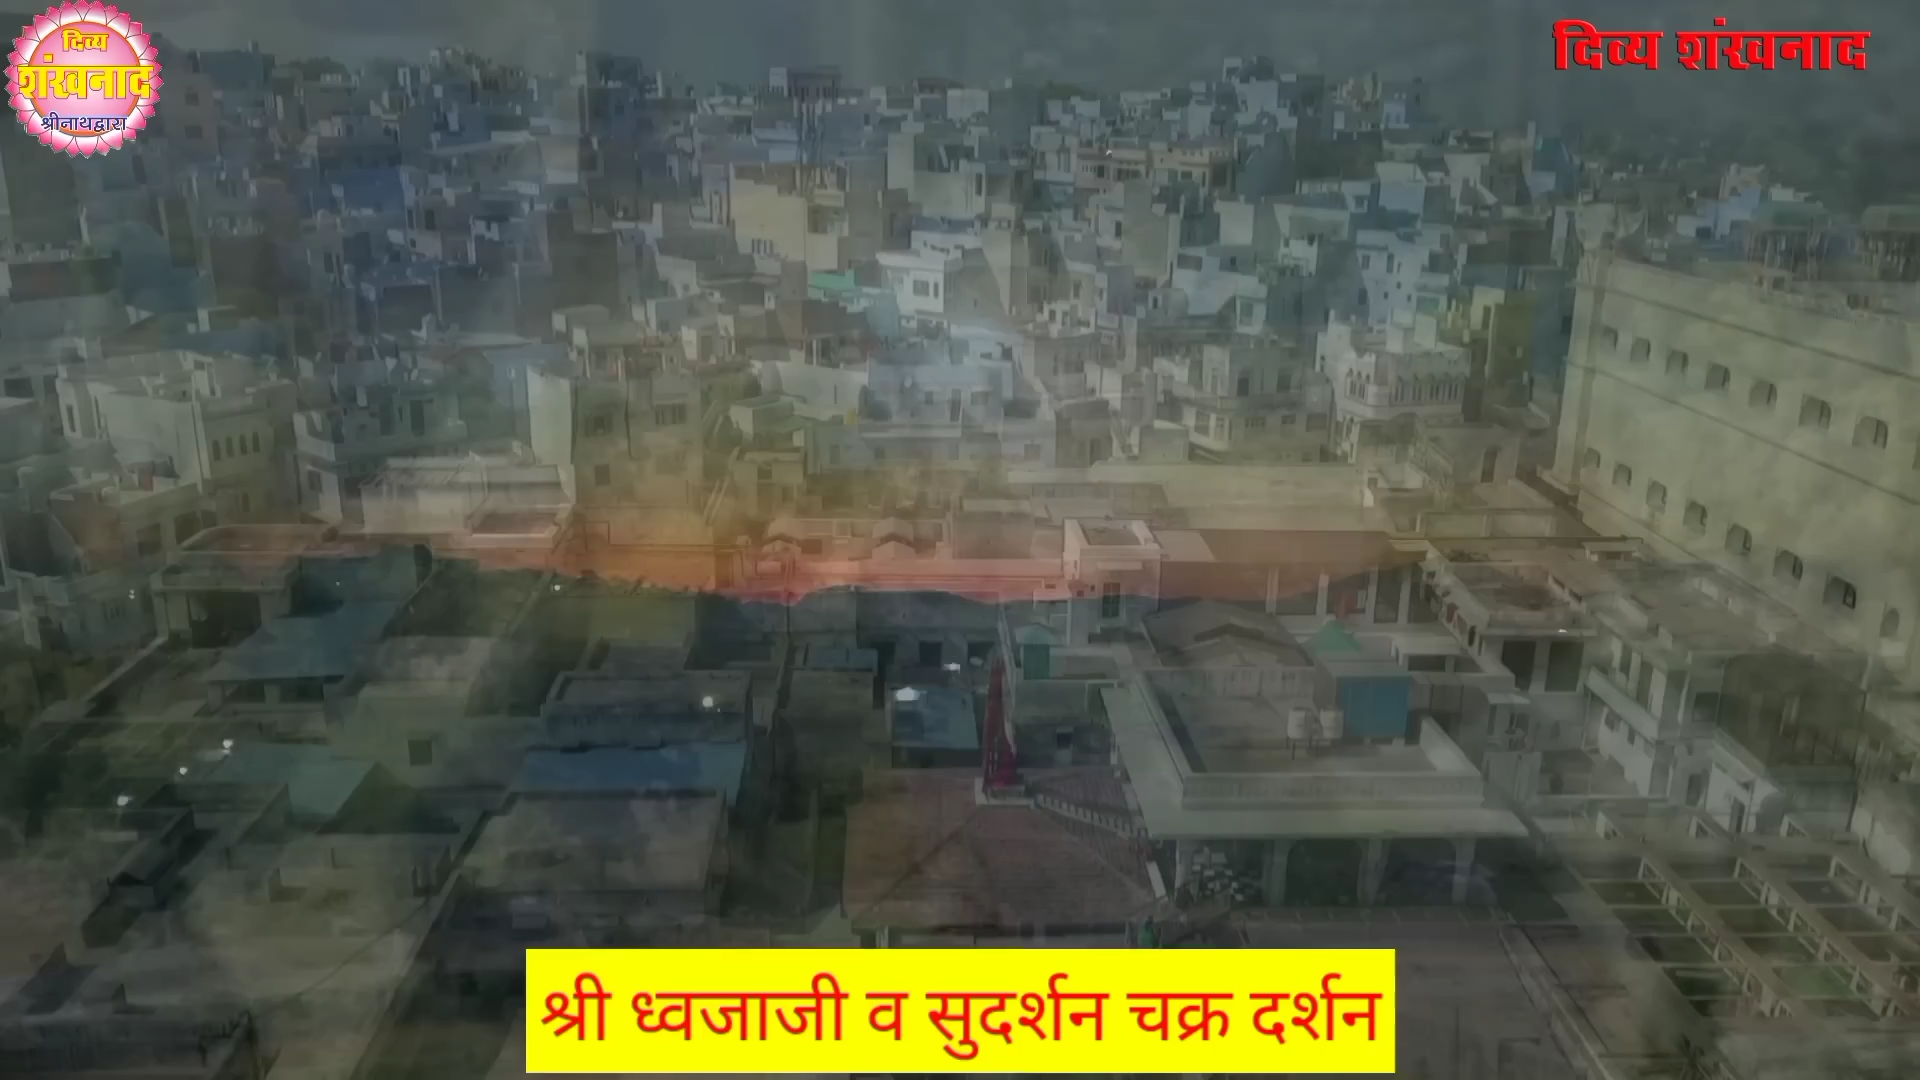 दिव्य
शंखनाद
श्रीनाथद्वारा
दिव्य शंखनाद
श्री ध्वजाजी व सुदर्शन चक्र दर्शन